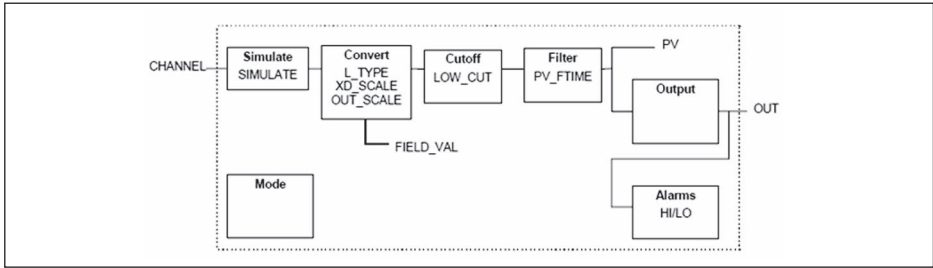 CHANNEL
Simulate
SIMULATE
Convert
L_TYPE
XD_SCALE
OUT_SCALE
FIELD_VAL
Cutoff
LOW_CUT
Filter
PV_FTIME
PV
Output
OUT
Mode
Alarms
HI/LO